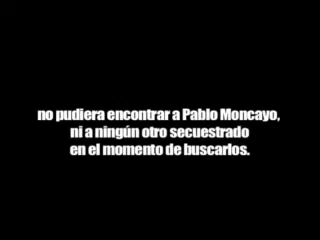 no pudiera encontrar a Pablo Moncayo,
ni a ningún otro secuestrado
en el momento de buscarlos.